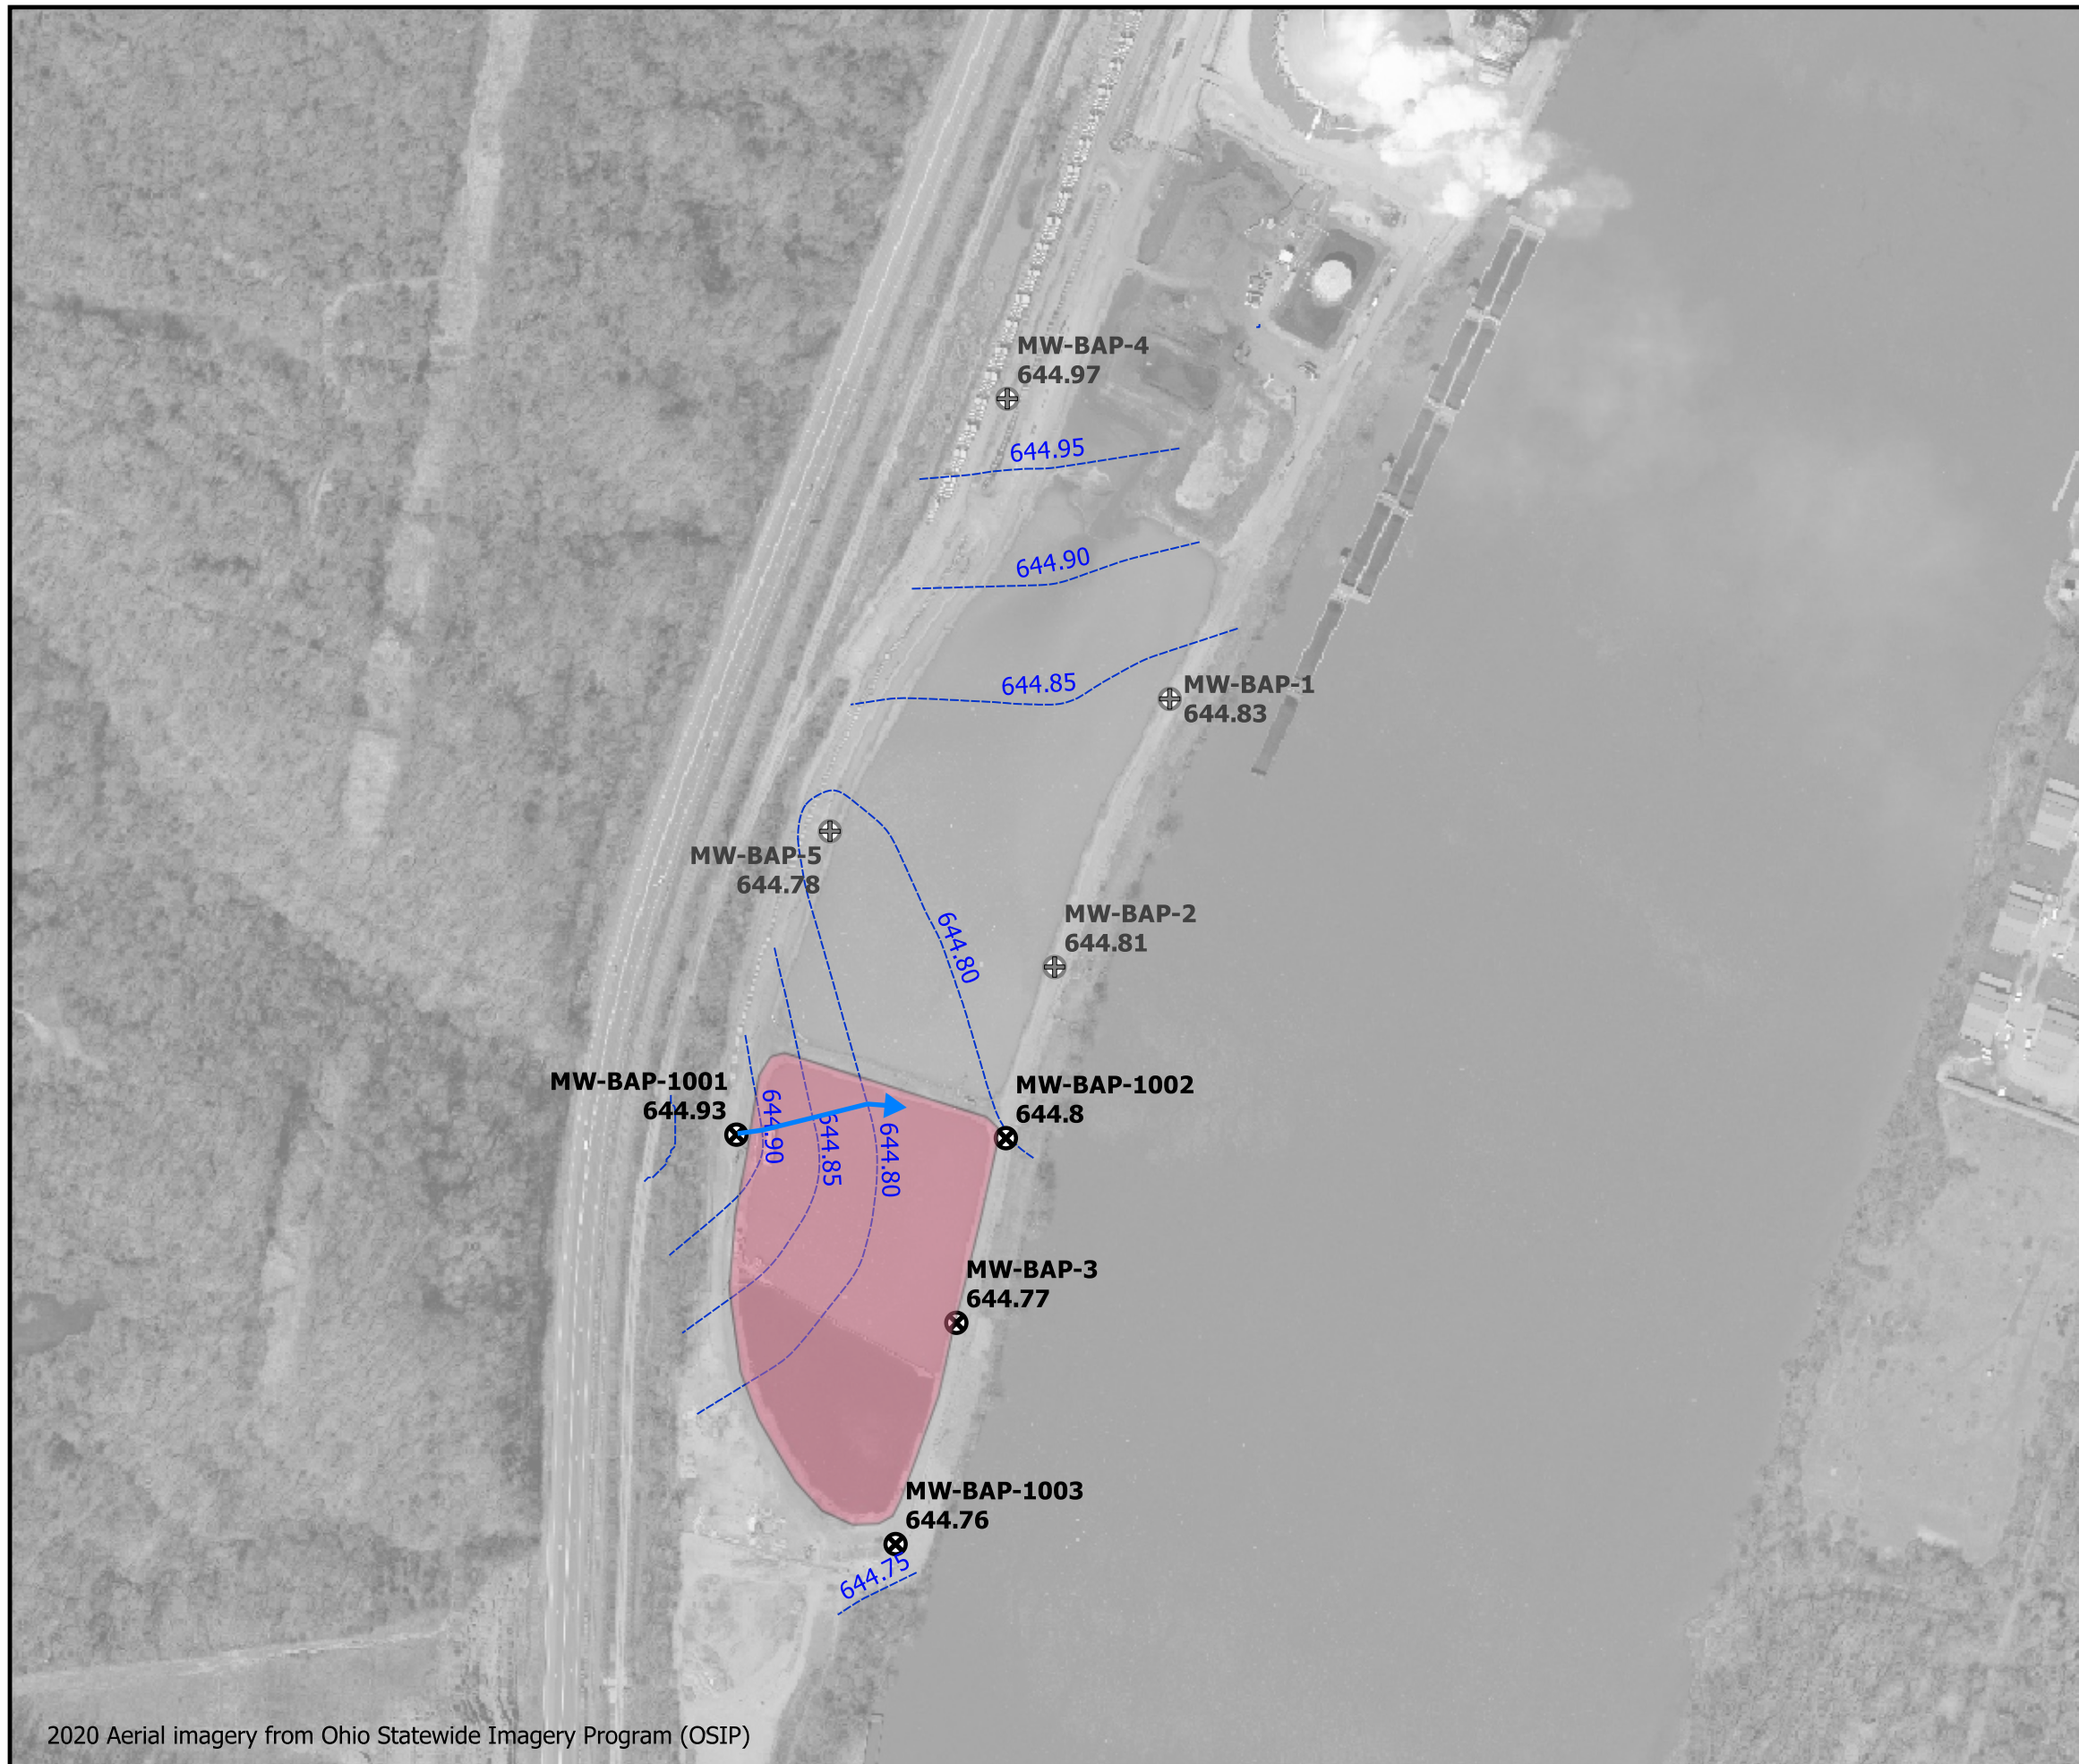 MW-BAP-4
644.97
644.95
644.90
644.85
MW-BAP-1
644.83
MW-BAP-5
644.78
MW-BAP-2
644.81
644.80
MW-BAP-1001
644.93
MW-BAP-1002
644.8
644.90
644.85
644.80
MW-BAP-3
644.77
MW-BAP-1003
644.76
644.75
2020 Aerial imagery from Ohio Statewide Imagery Program (OSIP)